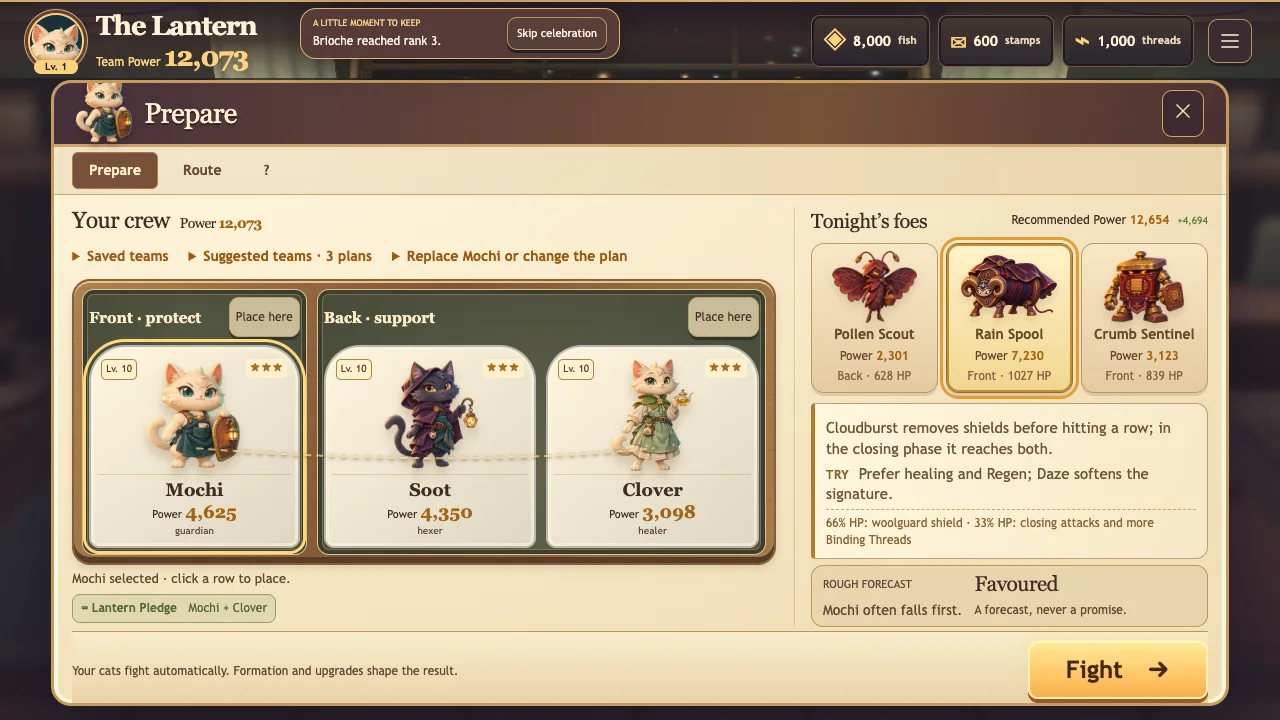 The Lantern
Team Power 12,073
Lv. 1
A LITTLE MOMENT TO KEEP
Brioche reached rank 3.
Skip celebration
8,000 fish
600 stamps
1,000 threads
Prepare
Prepare
Route
?
Your crew Power 12,073
Saved teams
Suggested teams · 3 plans
Replace Mochi or change the plan
Front · protect
Place here
Back · support
Place here
Lv. 10
Mochi
Power 4,625
guardian
Lv. 10
Soot
Power 4,350
hexer
Lv. 10
Clover
Power 3,098
healer
Mochi selected · click a row to place.
∞ Lantern Pledge Mochi + Clover
Tonight's foes
Recommended Power 12,654 +4,694
Pollen Scout
Power 2,301
Back · 628 HP
Rain Spool
Power 7,230
Front · 1027 HP
Crumb Sentinel
Power 3,123
Front · 839 HP
Cloudburst removes shields before hitting a row; in
the closing phase it reaches both.
TRY Prefer healing and Regen; Daze softens the
signature.
66% HP: woolguard shield · 33% HP: closing attacks and more
Binding Threads
ROUGH FORECAST
Mochi often falls first.
Favoured
A forecast, never a promise.
Your cats fight automatically. Formation and upgrades shape the result.
Fight →